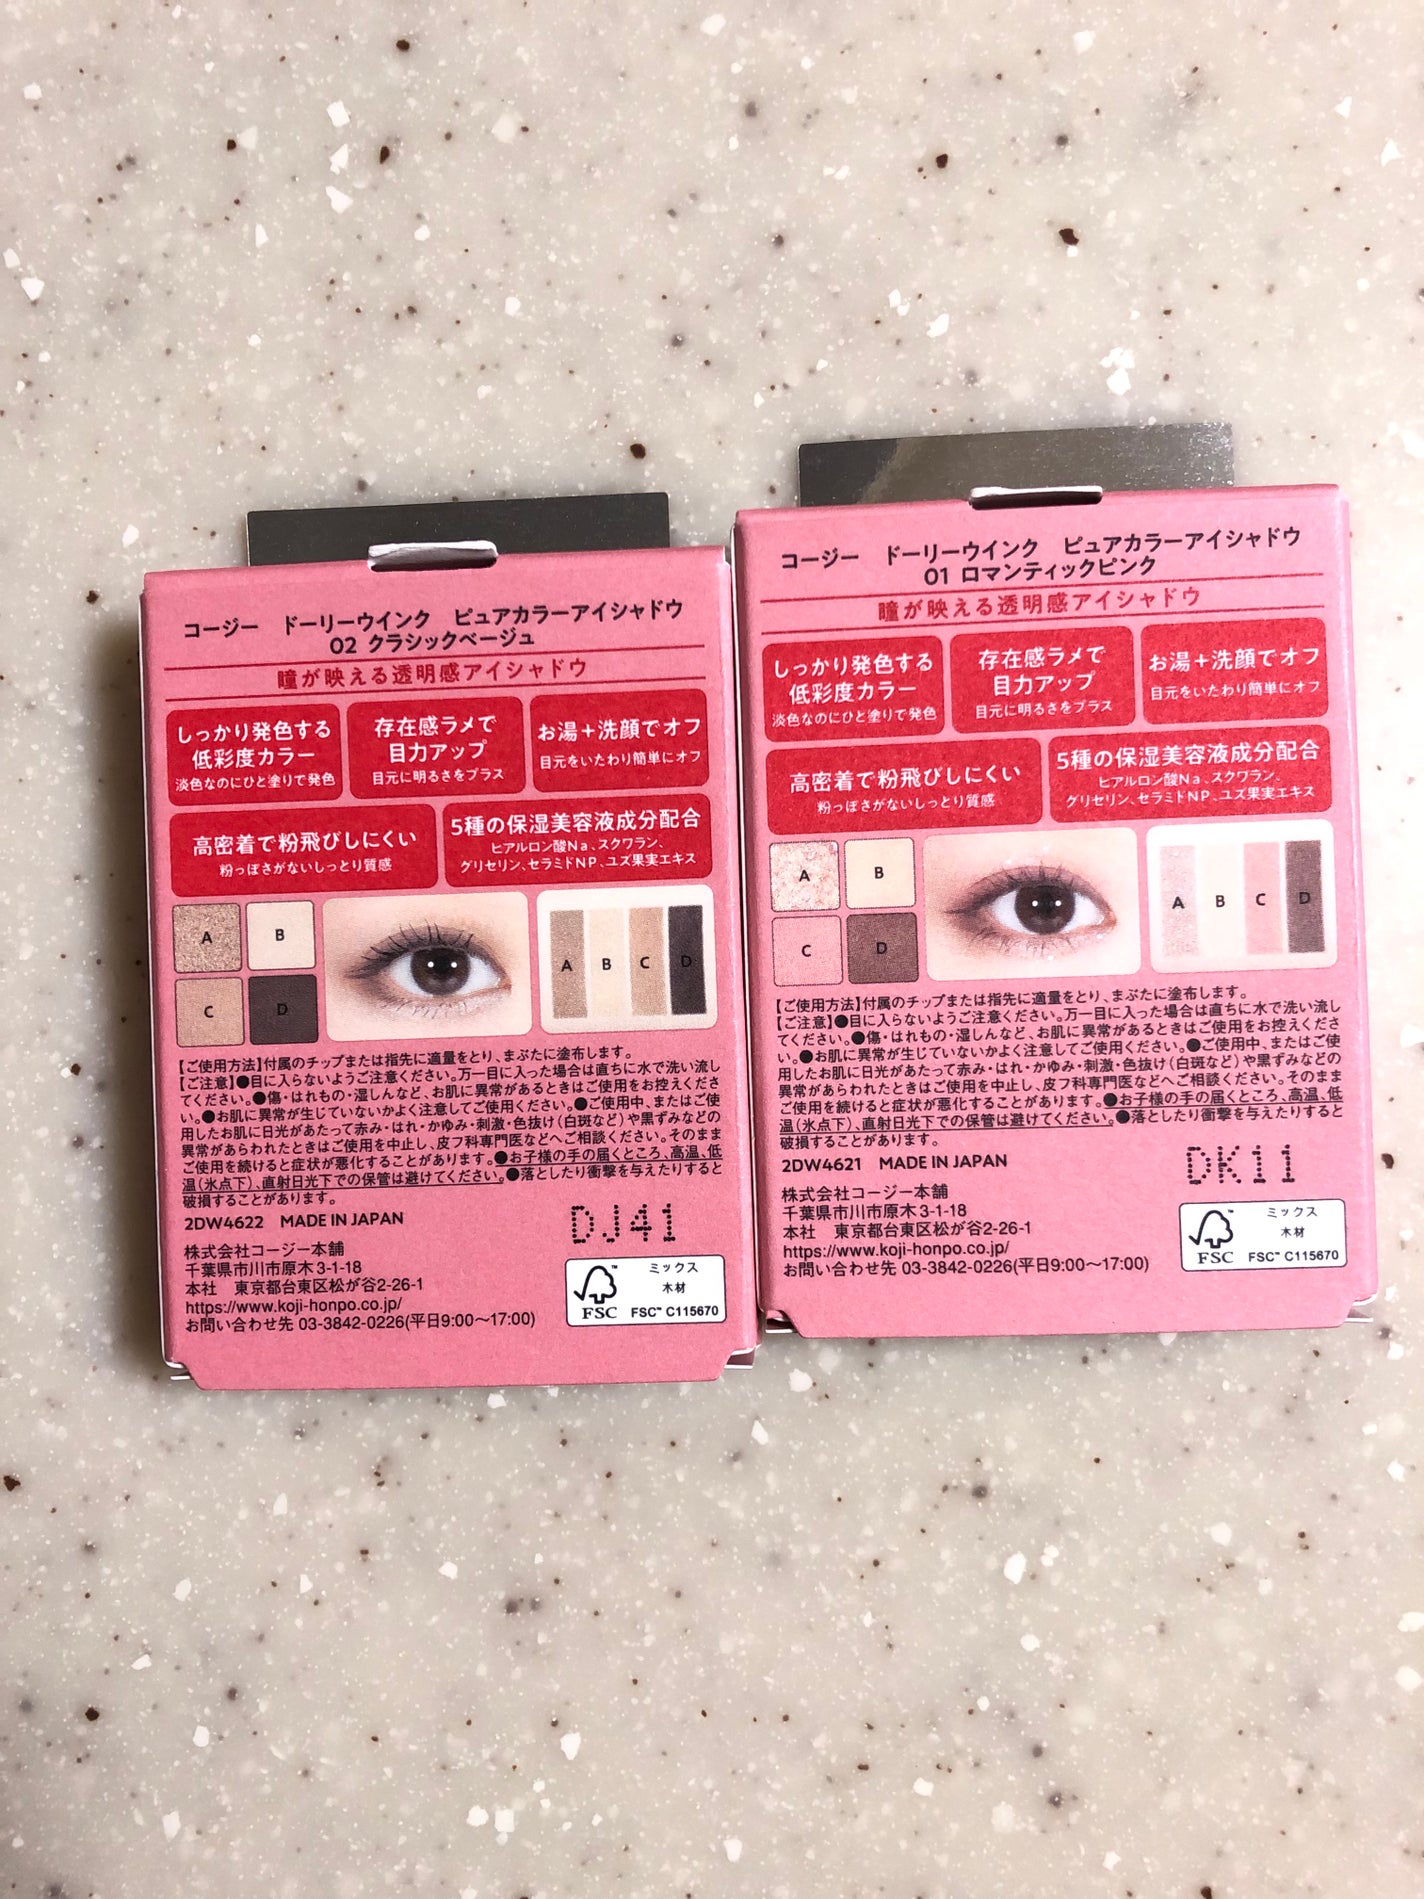 コージー　ドーリーウインク　ピュアカラーアイシャドウ
02 クラシックベージュ
瞳が映える透明感アイシャドウ
しっかり発色する
低彩度カラー
淡色なのにひと塗りで発色
存在感ラメで
目力アップ
目元に明るさをプラス
お湯+洗顔でオフ
目元をいたわり簡単にオフ
高密着で粉飛びしにくい
粉っぽさがないしっとり質感
5種の保湿美容液成分配合
ヒアルロン酸Na、スクワラン、
グリセリン、セラミドNP、ユズ果実エキス
A
B
C
D
A B C D
【ご使用方法】付属のチップまたは指先に適量をとり、まぶたに塗布します。
【ご注意】●目に入らないようご注意ください。万一目に入った場合は直ちに水で洗い流し
てください。●傷・はれもの・湿しんなど、お肌に異常があるときはご使用をお控えくださ
い。●お肌に異常が生じていないかよく注意してご使用ください。●ご使用中、またはご使
用したお肌に日光があたって赤み・はれ・かゆみ・刺激・色抜け(白斑など)や黒ずみなどの
異常があらわれたときはご使用を中止し、皮フ科専門医などへご相談ください。そのまま
ご使用を続けると症状が悪化することがあります。●お子様の手の届くところ、高温、低
温(氷点下)、直射日光下での保管は避けてください。●落としたり衝撃を与えたりすると
破損することがあります。
2DW4622　MADE IN JAPAN
DJ41
株式会社コージー本舗
千葉県市川市原木3-1-18
本社　東京都台東区松が谷2-26-1
https://www.koji-honpo.co.jp/
お問い合わせ先 03-3842-0226(平日9:00〜17:00)
FSC
ミックス
木材
FSC™ C115670
コージー　ドーリーウインク　ピュアカラーアイシャドウ
01 ロマンティックピンク
瞳が映える透明感アイシャドウ
しっかり発色する
低彩度カラー
淡色なのにひと塗りで発色
存在感ラメで
目力アップ
目元に明るさをプラス
お湯+洗顔でオフ
目元をいたわり簡単にオフ
高密着で粉飛びしにくい
粉っぽさがないしっとり質感
5種の保湿美容液成分配合
ヒアルロン酸Na、スクワラン、
グリセリン、セラミドNP、ユズ果実エキス
A
B
C
D
A B C D
【ご使用方法】付属のチップまたは指先に適量をとり、まぶたに塗布します。
【ご注意】●目に入らないようご注意ください。万一目に入った場合は直ちに水で洗い流し
てください。●傷・はれもの・湿しんなど、お肌に異常があるときはご使用をお控えくださ
い。●お肌に異常が生じていないかよく注意してご使用ください。●ご使用中、またはご使
用したお肌に日光があたって赤み・はれ・かゆみ・刺激・色抜け(白斑など)や黒ずみなどの
異常があらわれたときはご使用を中止し、皮フ科専門医などへご相談ください。そのまま
ご使用を続けると症状が悪化することがあります。●お子様の手の届くところ、高温、低
温(氷点下)、直射日光下での保管は避けてください。●落としたり衝撃を与えたりすると
破損することがあります。
2DW4621　MADE IN JAPAN
DK11
株式会社コージー本舗
千葉県市川市原木3-1-18
本社　東京都台東区松が谷2-26-1
https://www.koji-honpo.co.jp/
お問い合わせ先 03-3842-0226(平日9:00〜17:00)
FSC
ミックス
木材
FSC™ C115670